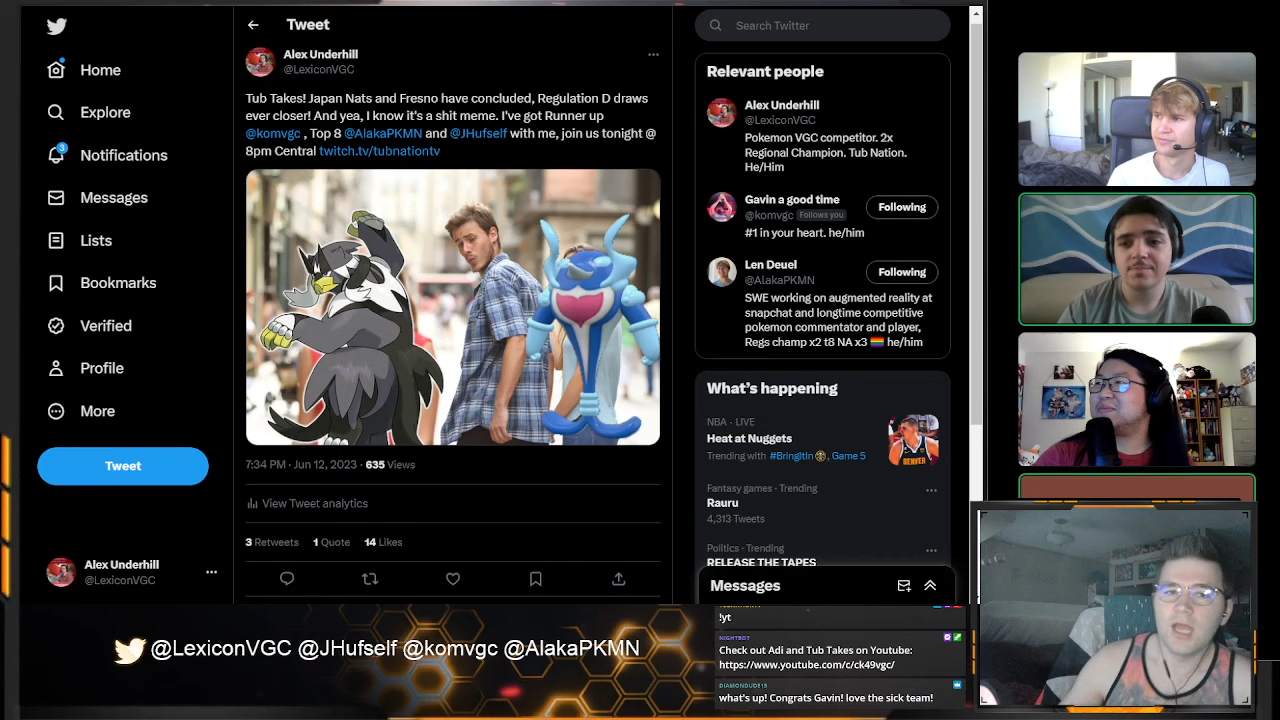 Home
Explore
3
Notifications
Messages
Lists
Bookmarks
Verified
Profile
More
Tweet
Alex Underhill
@LexiconVGC
Tweet
Alex Underhill
@LexiconVGC
Tub Takes! Japan Nats and Fresno have concluded, Regulation D draws
ever closer! And yea, I know it's a shit meme. I've got Runner up
@komvgc , Top 8 @AlakaPKMN and @JHufself with me, join us tonight @
8pm Central twitch.tv/tubnationtv
7:34 PM · Jun 12, 2023 · 635 Views
View Tweet analytics
3 Retweets 1 Quote 14 Likes
Search Twitter
Relevant people
Alex Underhill
@LexiconVGC
Pokemon VGC competitor. 2x
Regional Champion. Tub Nation.
He/Him
Gavin a good time
@komvgc Follows you
Following
#1 in your heart. he/him
Len Deuel
@AlakaPKMN
Following
SWE working on augmented reality at
snapchat and longtime competitive
pokemon commentator and player,
Regs champ x2 t8 NA x3 🏳️‍🌈 he/him
What's happening
NBA · LIVE
Heat at Nuggets
Trending with #BringItIn, Game 5
DENVER
Fantasy games · Trending
Rauru
4,313 Tweets
Politics · Trending
RELEASE THE TAPES
Messages
@LexiconVGC @JHufself @komvgc @AlakaPKMN
!yt
NIGHTBOT
Check out Adi and Tub Takes on Youtube:
https://www.youtube.com/c/ck49vgc/
what's up! Congrats Gavin! love the sick team!